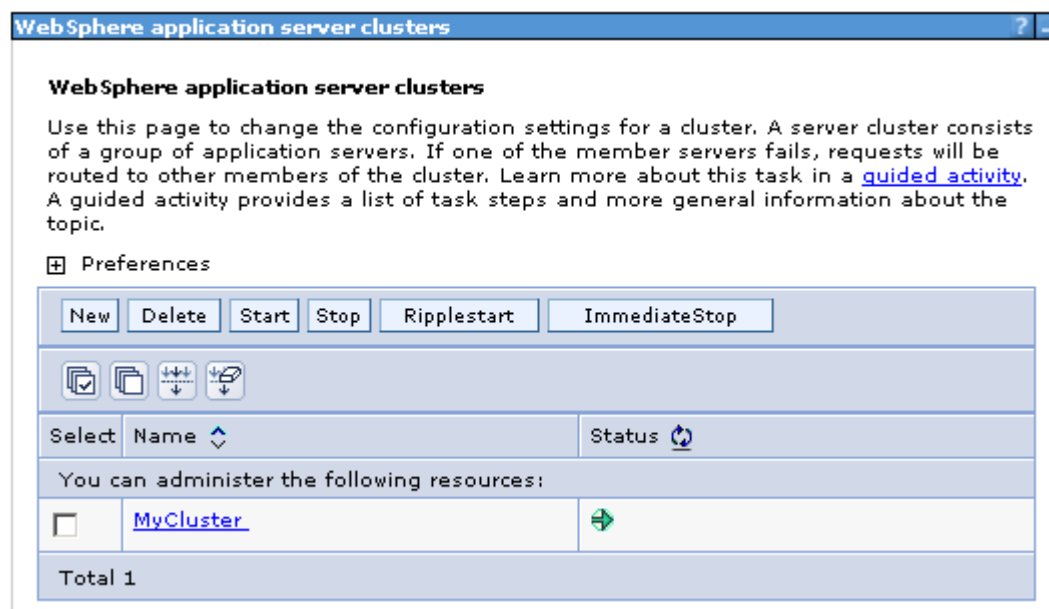 WebSphere application server clusters
?
WebSphere application server clusters
Use this page to change the configuration settings for a cluster. A server cluster consists
of a group of application servers. If one of the member servers fails, requests will be
routed to other members of the cluster. Learn more about this task in a guided activity.
A guided activity provides a list of task steps and more general information about the
topic.
Preferences
New Delete Start Stop Ripplestart ImmediateStop
Select Name Status
You can administer the following resources:
MyCluster
Total 1